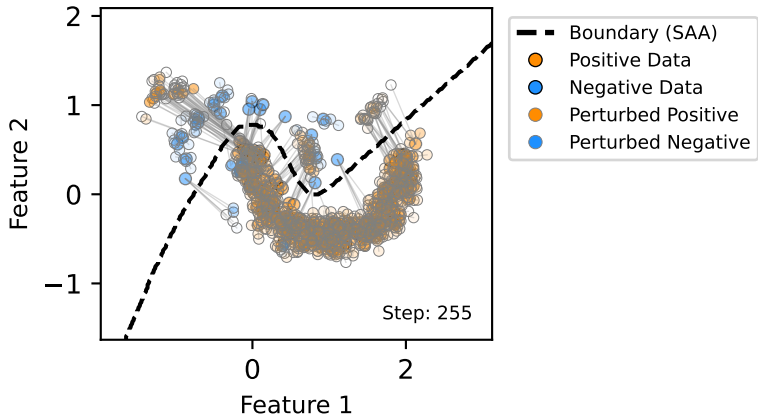 2
1
0
−1
Feature 2
0
2
Feature 1
Step: 255
Boundary (SAA)
Positive Data
Negative Data
Perturbed Positive
Perturbed Negative